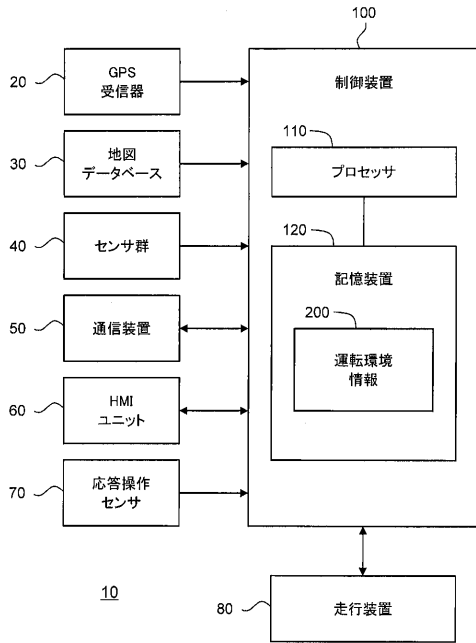 100
20
GPS
受信器
制御装置
30
地図
データベース
110
プロセッサ
40
センサ群
120
記憶装置
50
通信装置
200
運転環境
情報
60
HMI
ユニット
70
応答操作
センサ
10
80
走行装置